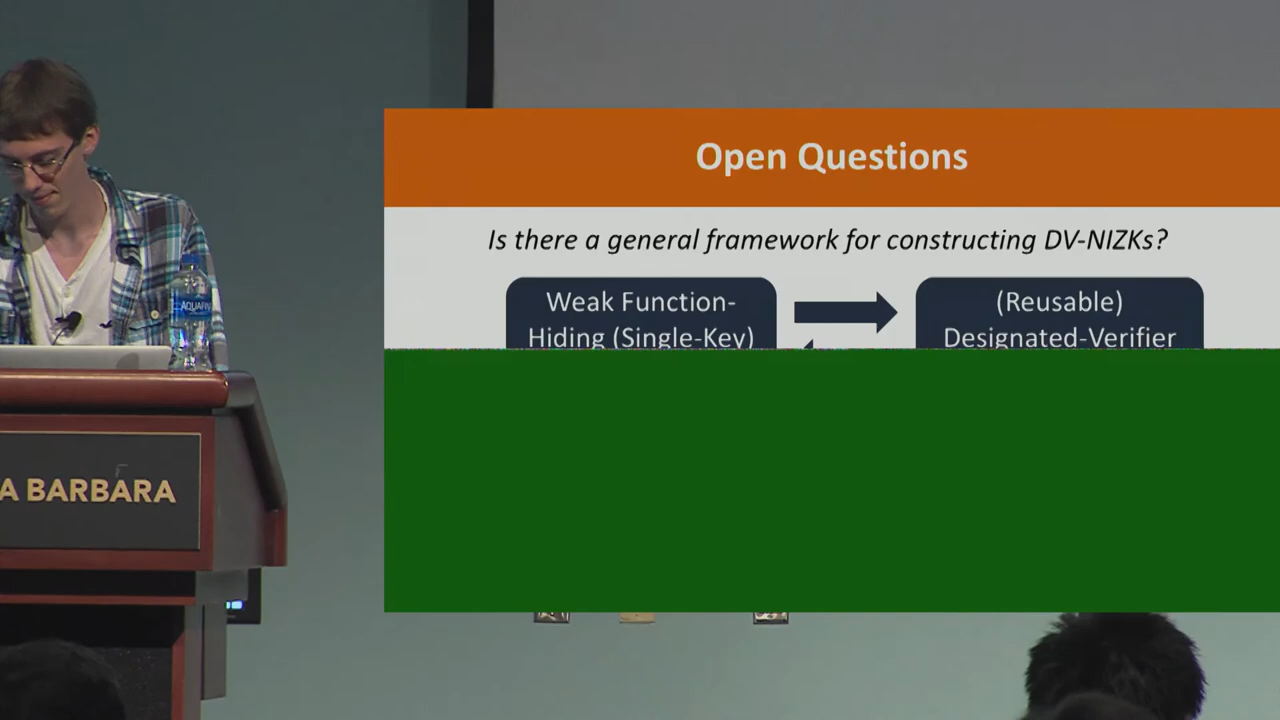 Open Questions
Is there a general framework for constructing DV-NIZKs?
Weak Function-
Hiding (Single-Key)
(Reusable)
Designated-Verifier
AQUAFINA
A BARBARA